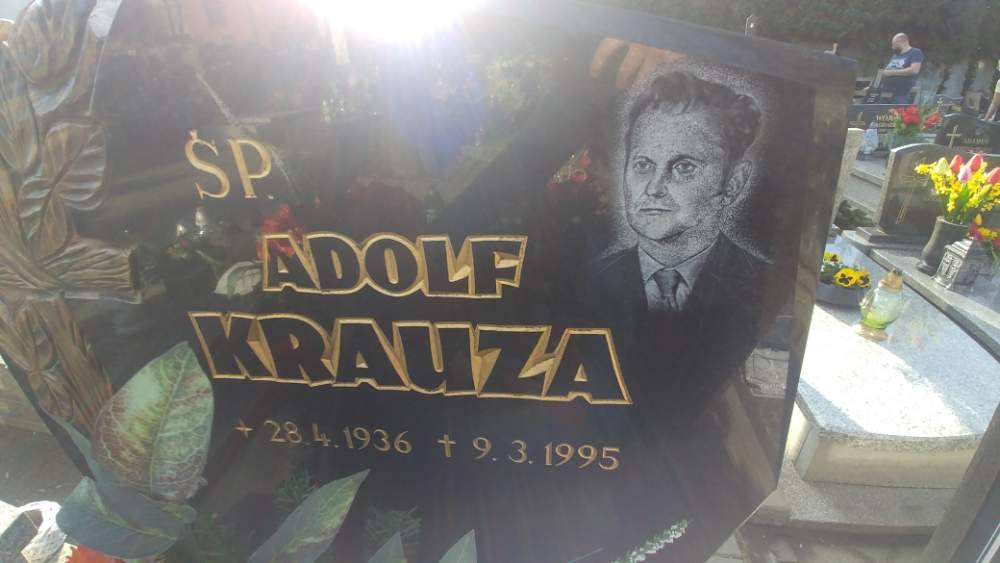 ŚP.
ADOLF
KRAUZA
+ 28.4.1936 ✝ 9.3.1995